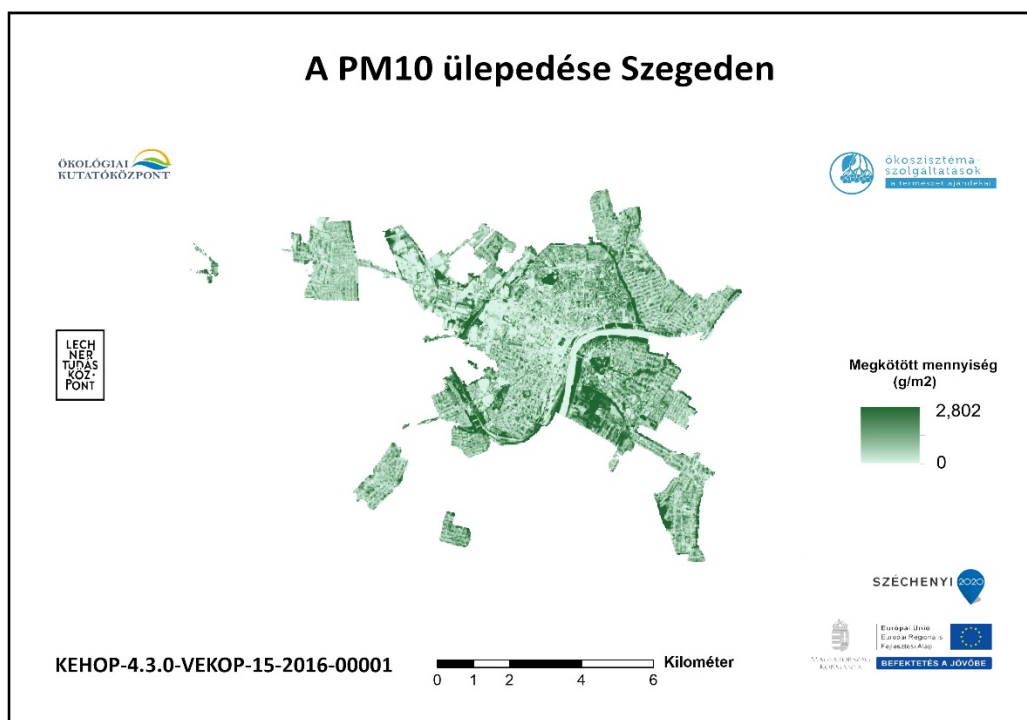 A PM10 ülepedése Szegeden
ÖKOLÓGIAI
KUTATÓKÖZPONT
ökoszisztéma-
szolgáltatások
a természet ajándékai
LECH
NER
TUDÁS
KÖZ·
PONT
Megkötött mennyiség
(g/m2)
2,802
0
SZÉCHENYI 2020
Magyarország
Kormánya
Európai Unió
Európai Regionális
Fejlesztési Alap
BEFEKTETÉS A JÖVŐBE
KEHOP-4.3.0-VEKOP-15-2016-00001
Kilométer
0 1 2 4 6